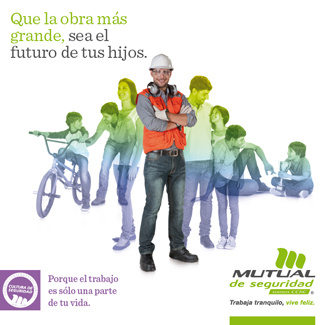 Que la obra más
grande, sea el
futuro de tus hijos.
CULTURA DE
SEGURIDAD
Porque el trabajo
es sólo una parte
de tu vida.
MUTUAL
de seguridad
Trabaja tranquilo, vive feliz.